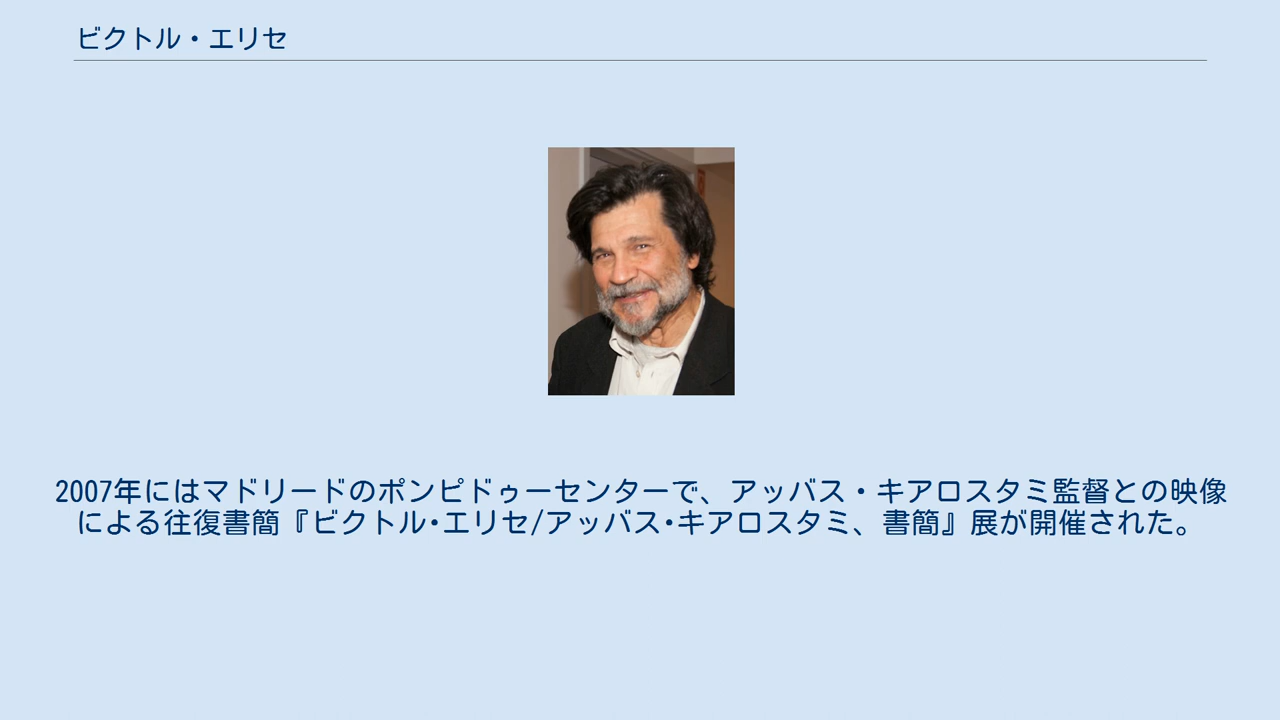 ビクトル・エリセ
2007年にはマドリードのポンピドゥーセンターで、アッバス・キアロスタミ監督との映像
による往復書簡『ビクトル･エリセ/アッバス･キアロスタミ、書簡』展が開催された。